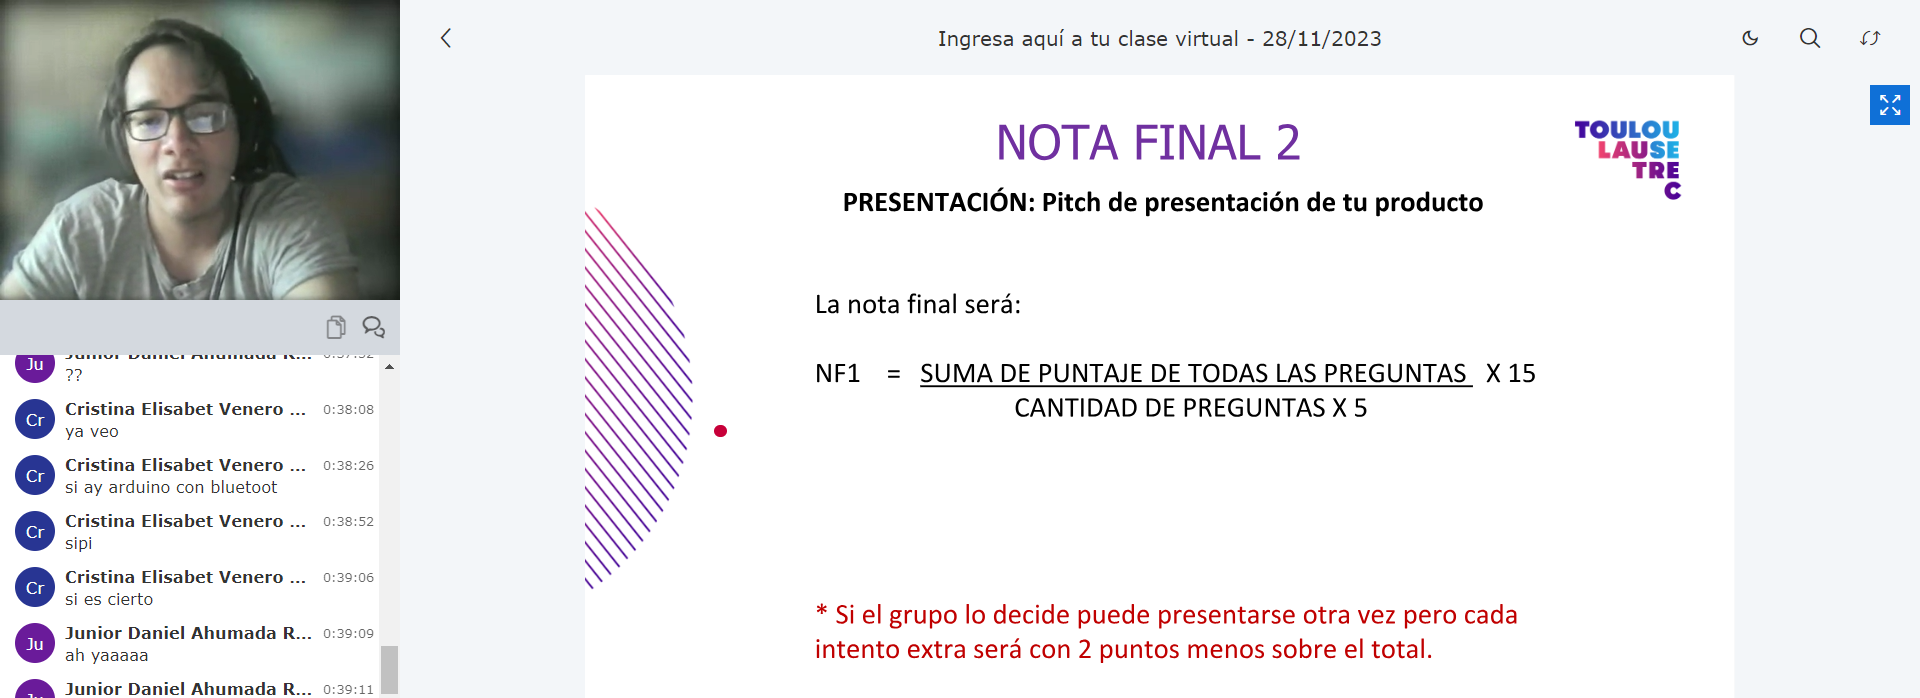 Ingresa aquí a tu clase virtual - 28/11/2023
NOTA FINAL 2
TOULOU
LAUSE
TRE
C
PRESENTACIÓN: Pitch de presentación de tu producto
La nota final será:
NF1 = SUMA DE PUNTAJE DE TODAS LAS PREGUNTAS X 15
CANTIDAD DE PREGUNTAS X 5
* Si el grupo lo decide puede presentarse otra vez pero cada
intento extra será con 2 puntos menos sobre el total.
Ju
Junior Daniel Ahumada R... 0:37:52
??
Cr
Cristina Elisabet Venero ... 0:38:08
ya veo
Cr
Cristina Elisabet Venero ... 0:38:26
si ay arduino con bluetoot
Cr
Cristina Elisabet Venero ... 0:38:52
sipi
Cr
Cristina Elisabet Venero ... 0:39:06
si es cierto
Ju
Junior Daniel Ahumada R... 0:39:09
ah yaaaaa
Ju
Junior Daniel Ahumada R... 0:39:11